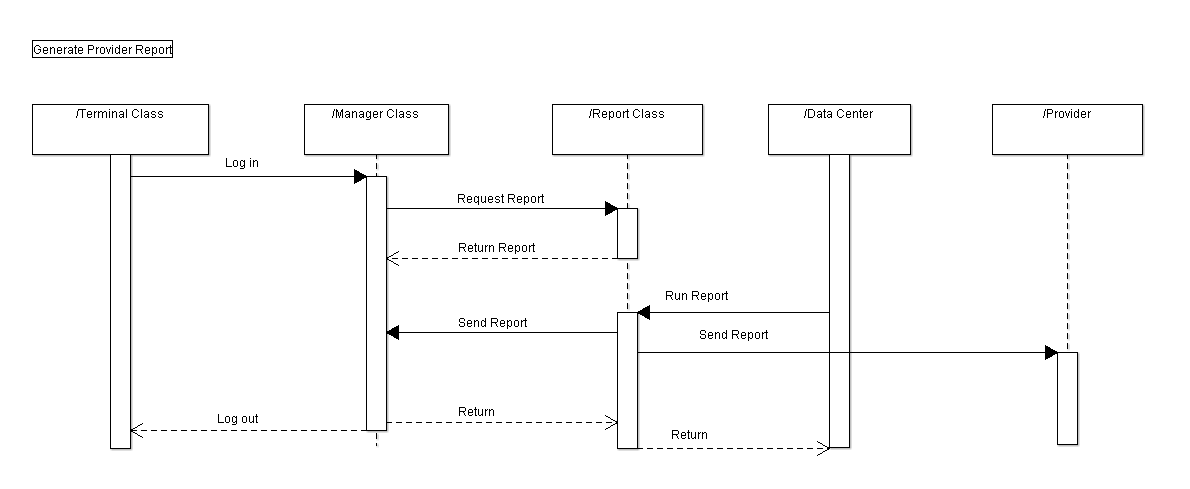 Generate Provider Report
/Terminal Class
/Manager Class
/Report Class
/Data Center
/Provider
Log in
Request Report
Return Report
Run Report
Send Report
Send Report
Log out
Return
Return